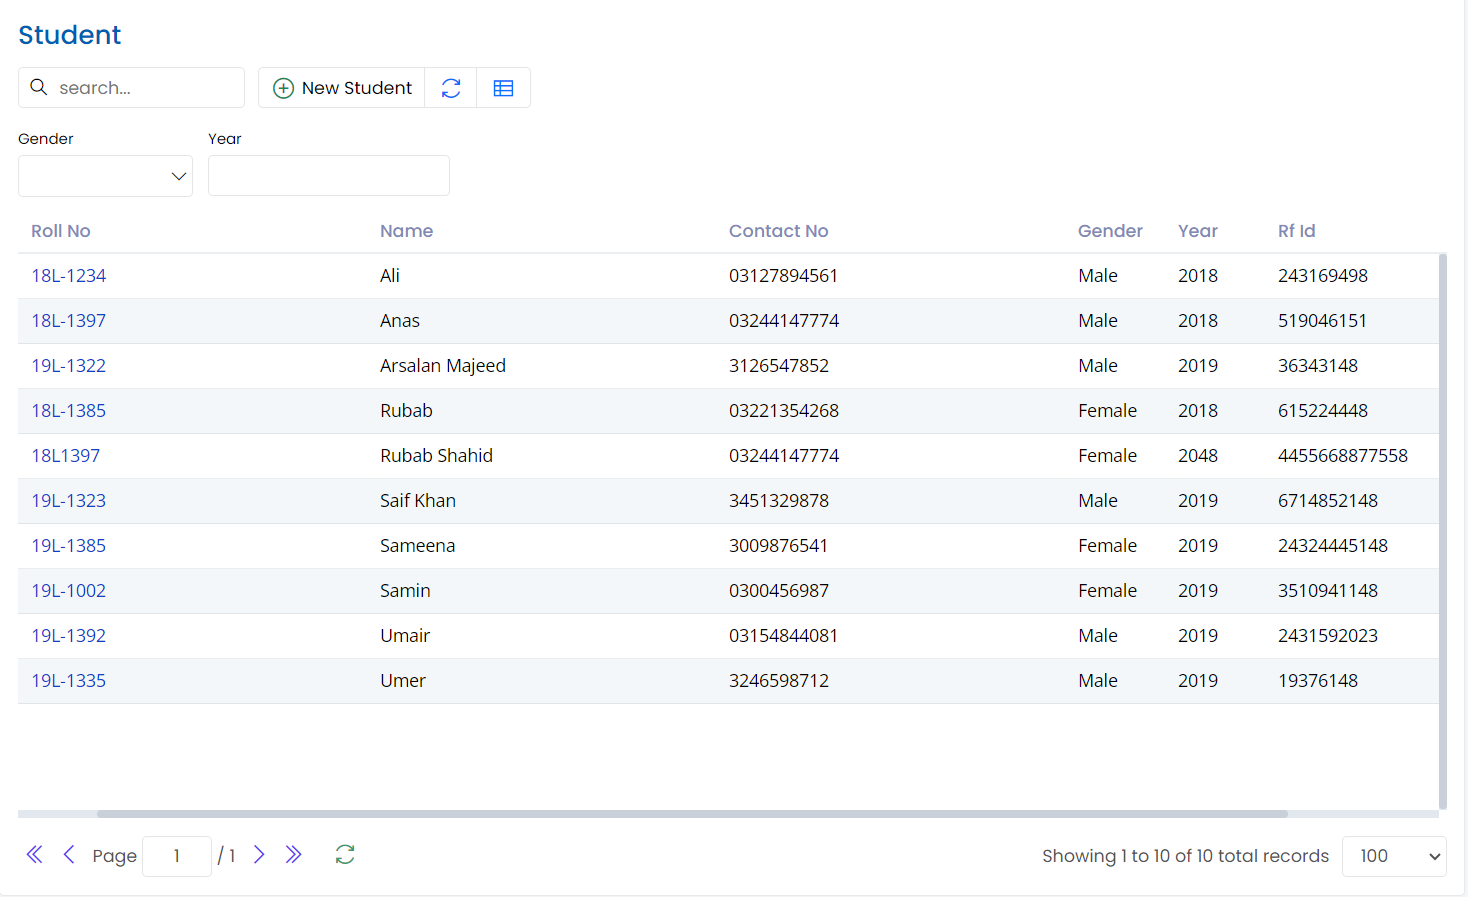 Student
search...
New Student
Gender Year
Roll No Name Contact No Gender Year Rf Id
18L-1234 Ali 03127894561 Male 2018 243169498
18L-1397 Anas 03244147774 Male 2018 519046151
19L-1322 Arsalan Majeed 3126547852 Male 2019 36343148
18L-1385 Rubab 03221354268 Female 2018 615224448
18L1397 Rubab Shahid 03244147774 Female 2048 4455668877558
19L-1323 Saif Khan 3451329878 Male 2019 6714852148
19L-1385 Sameena 3009876541 Female 2019 24324445148
19L-1002 Samin 0300456987 Female 2019 3510941148
19L-1392 Umair 03154844081 Male 2019 2431592023
19L-1335 Umer 3246598712 Male 2019 19376148
Page 1 / 1 Showing 1 to 10 of 10 total records 100